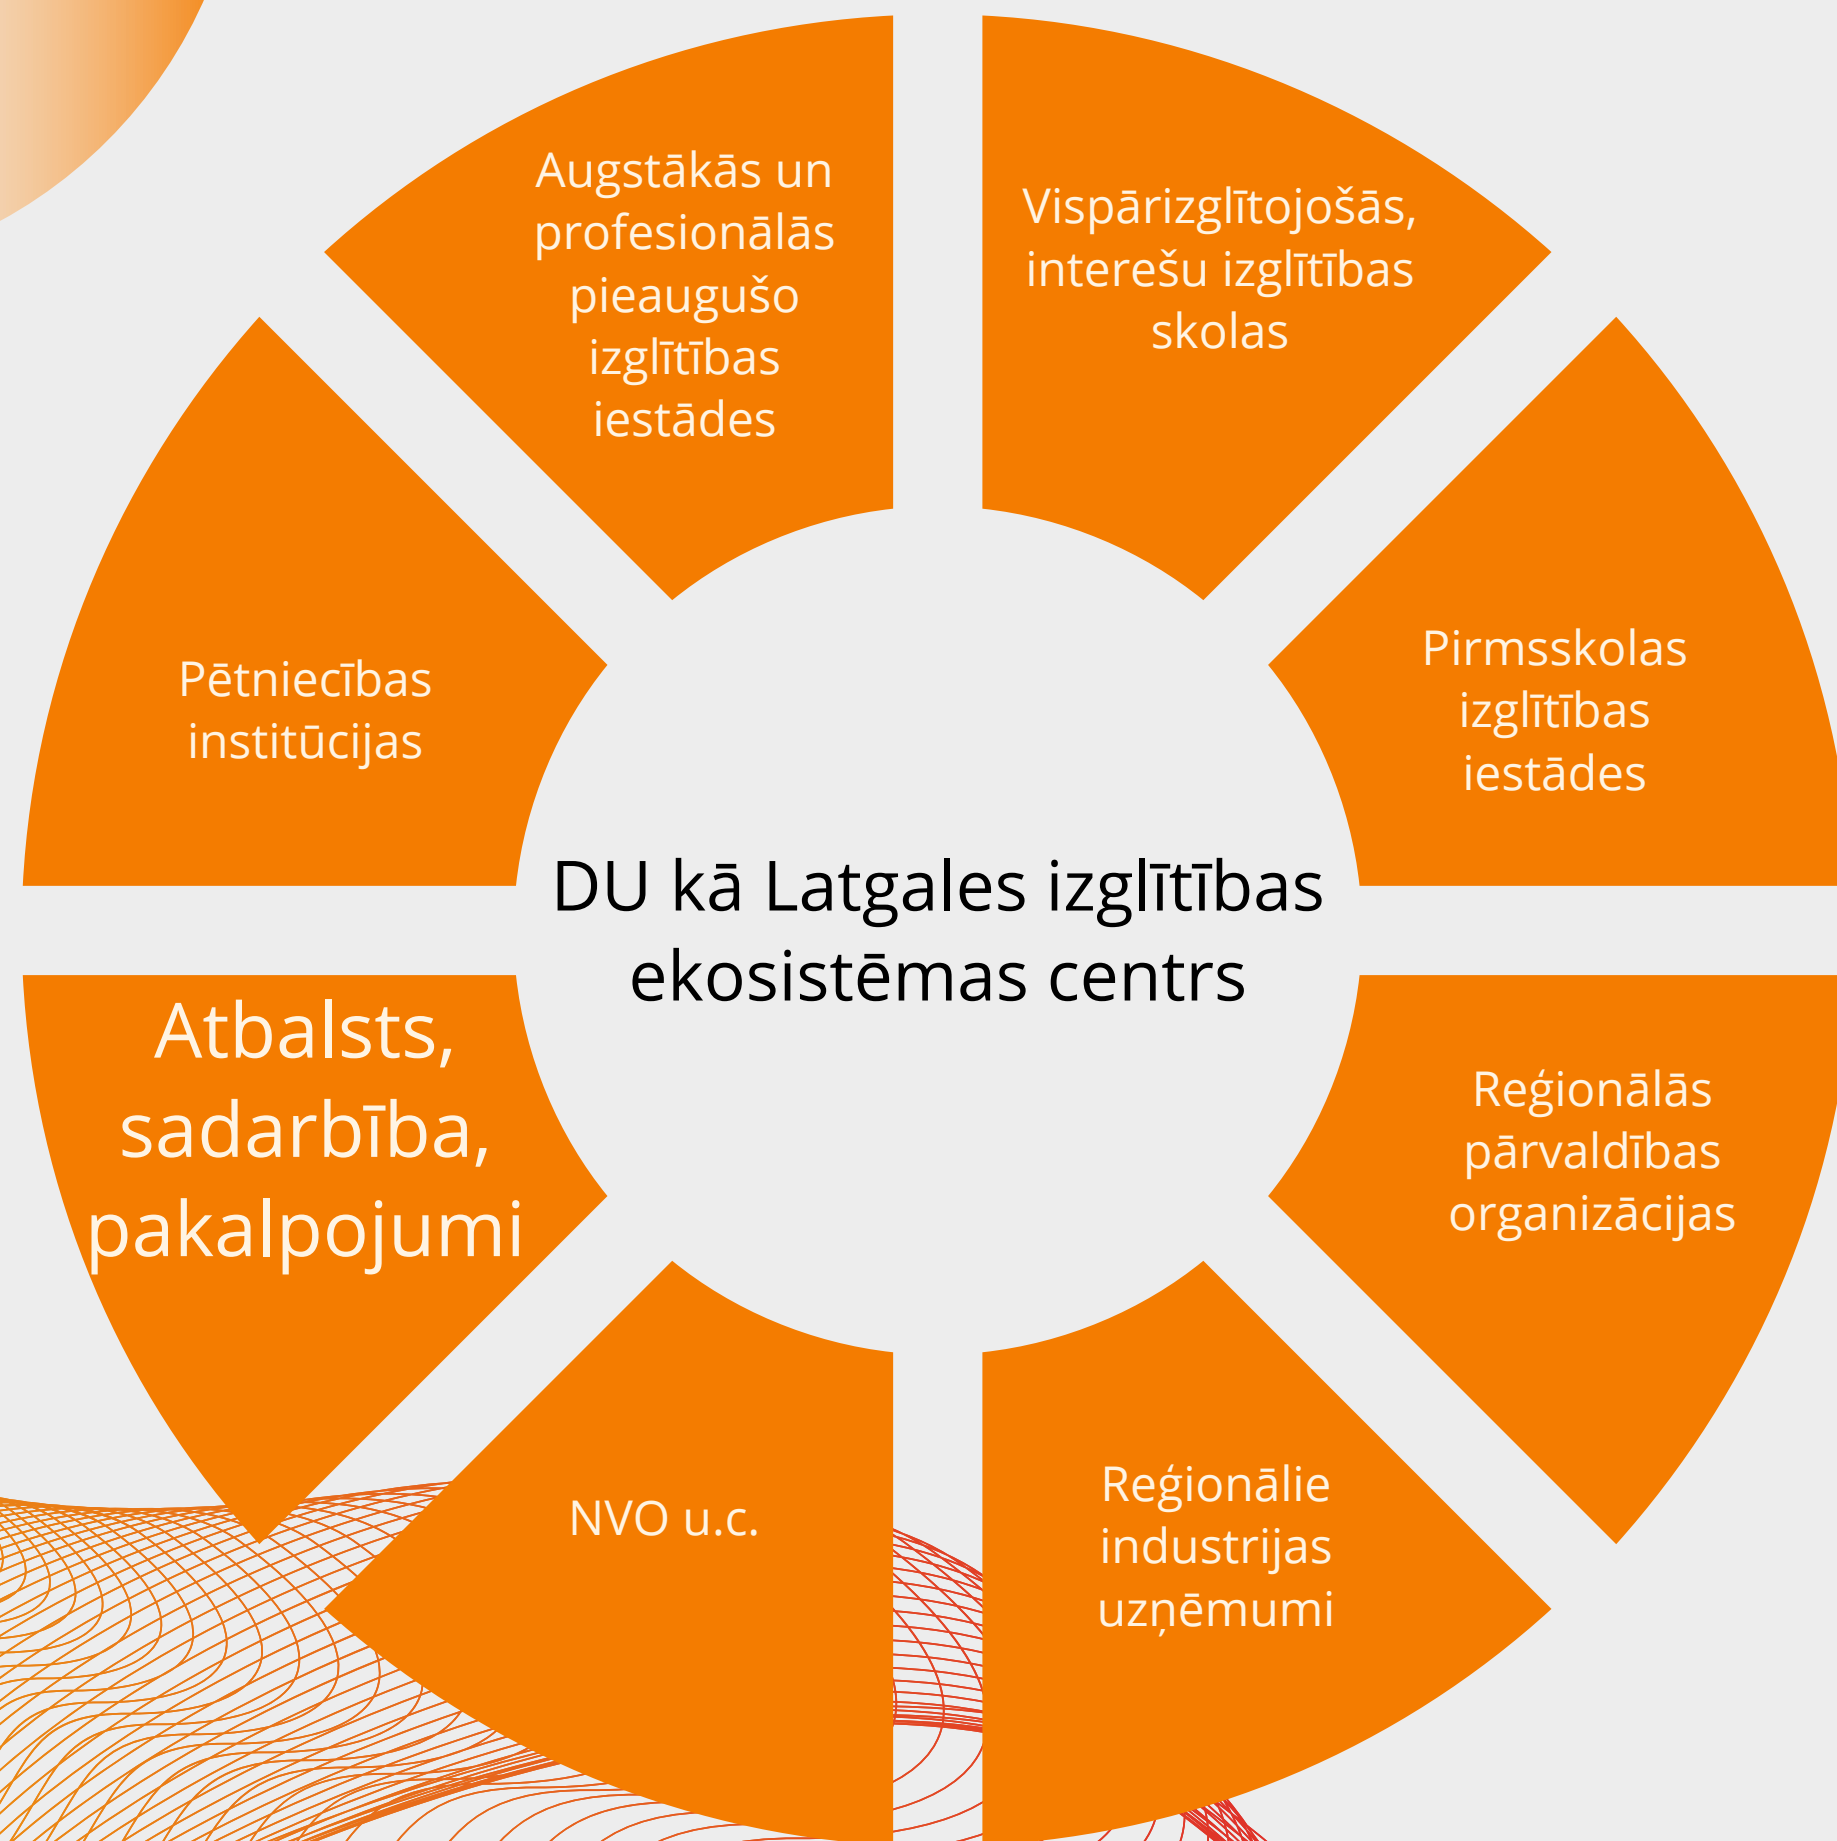 Augstākās un
profesionālās
pieaugušo
izglītības
iestādes
Vispārizglītojošās,
interešu izglītības
skolas
Pirmsskolas
izglītības
iestādes
Reģionālās
pārvaldības
organizācijas
Reģionālie
industrijas
uzņēmumi
NVO u.c.
Atbalsts,
sadarbība,
pakalpojumi
Pētniecības
institūcijas
DU kā Latgales izglītības
ekosistēmas centrs